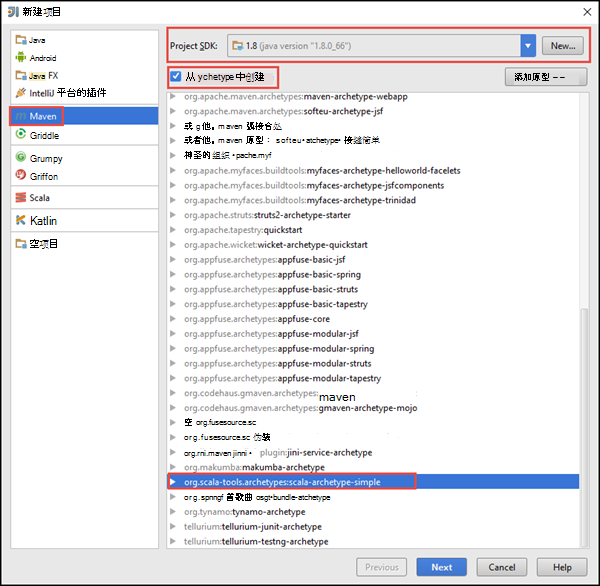 新建项目
Java
Android
Java FX
IntelliJ 平台的插件
Maven
Griddle
Grumpy
Griffon
Scala
Katlin
空项目
Project SDK: 1.8 (java version "1.8.0_66") New...
从 ychetype 中创建 添加原型 --
org.apache.maven.archetypes:maven-archetype-webapp
org.apache.maven.archetypes:softeu-archetype-jsf
或 g 他。maven 强接合处
或者他。maven 原型： softeu·atchetype· 接缝简单
神圣的组织 ·pache.myf
org.apache.myfaces.buildtools:myfaces-archetype-helloworld-facelets
org.apache.myfaces.buildtools:myfaces-archetype-jsfcomponents
org.apache.myfaces.buildtools:myfaces-archetype-trinidad
org.apache.struts:struts2-archetype-starter
org.apache.tapestry:quickstart
org.apache.wicket:wicket-archetype-quickstart
org.appfuse.archetypes:appfuse-basic-jsf
org.appfuse.archetypes:appfuse-basic-spring
org.appfuse.archetypes:appfuse-basic-struts
org.appfuse.archetypes:appfuse-basic-tapestry
org.appfuse.archetypes:appfuse-core
org.appfuse.archetypes:appfuse-modular-jsf
org.appfuse.archetypes:appfuse-modular-spring
org.appfuse.archetypes:appfuse-modular-struts
org.appfuse.archetypes:appfuse-modular-tapestry
org.codehaus.gmaven.archetypes: maven
org.codehaus.gmaven.archetypes:gmaven-archetype-mojo
空 org.fusesource.sc
org.fusesource.sc 伪装
org.rni.maven jinni · plugin:jini-service-archetype
org.makumba:makumba-archetype
org.scala-tools.archetypes:scala-archetype-simple
org.spnngf 首歌曲 osgt·bundle-atchetype
org.tynamo:tynamo-archetype
tellurium:tellurium-junit-archetype
tellurium:tellurium-testng-archetype
Previous Next Cancel Help